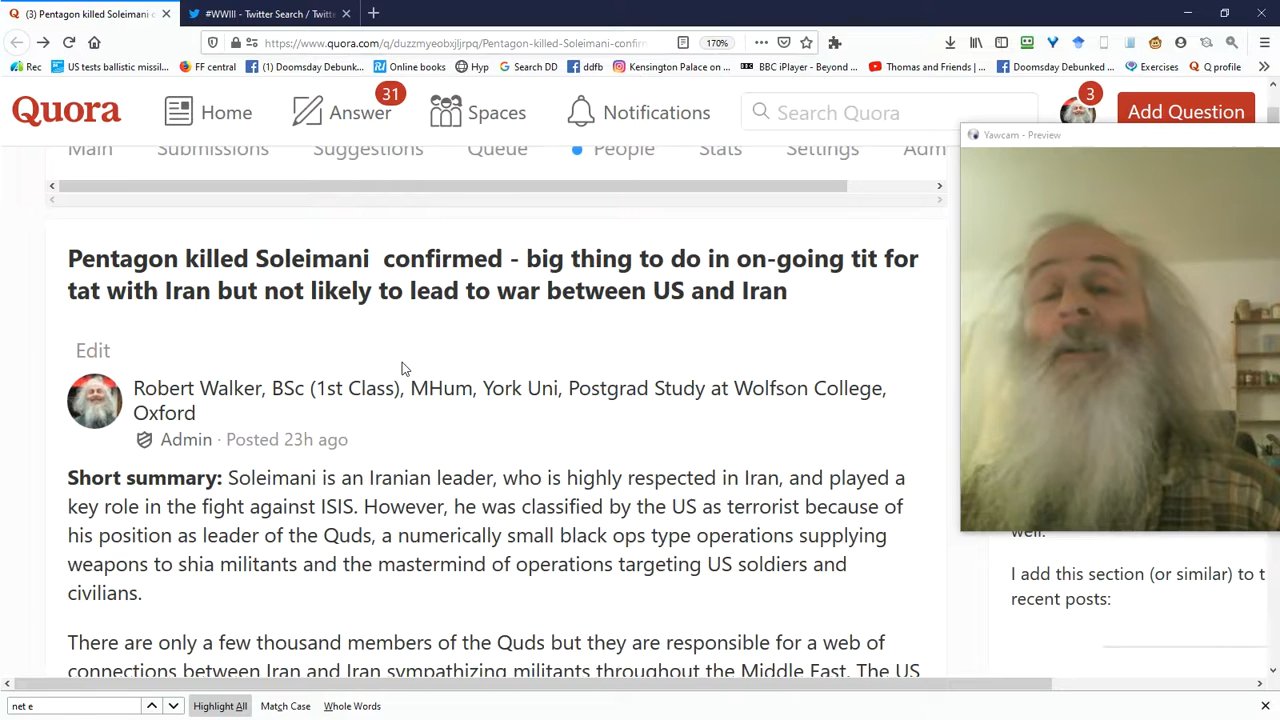 (3) Pentagon killed Soleimani c
#WWIII - Twitter Search / Twitt
https://www.quora.com/q/duzzmyeobxjljrpq/Pentagon-killed-Soleimani-confirm
170%
Rec
US tests ballistic missil...
FF central
(1) Doomsday Debunk...
Online books
Hyp
Search DD
ddfb
Kensington Palace on ...
BBC iPlayer - Beyond ...
Thomas and Friends | ...
Doomsday Debunked ...
Exercises
Q profile
Quora
Home
31
Answer
Spaces
Notifications
Search Quora
3
Add Question
Main
Submissions
Suggestions
Queue
People
Stats
Settings
Adm
Yawcam - Preview
Pentagon killed Soleimani confirmed - big thing to do in on-going tit for
tat with Iran but not likely to lead to war between US and Iran
Edit
Robert Walker, BSc (1st Class), MHum, York Uni, Postgrad Study at Wolfson College,
Oxford
Admin · Posted 23h ago
Short summary: Soleimani is an Iranian leader, who is highly respected in Iran, and played a
key role in the fight against ISIS. However, he was classified by the US as terrorist because of
his position as leader of the Quds, a numerically small black ops type operations supplying
weapons to shia militants and the mastermind of operations targeting US soldiers and
civilians.
There are only a few thousand members of the Quds but they are responsible for a web of
connections between Iran and Iran sympathizing militants throughout the Middle East. The US
well.
I add this section (or similar) to t
recent posts:
net e
Highlight All
Match Case
Whole Words